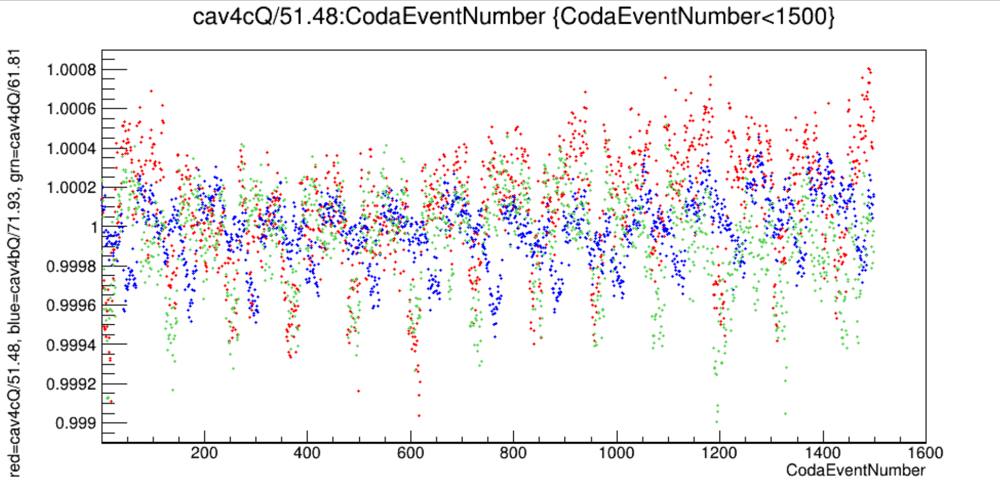 cav4cQ/51.48:CodaEventNumber {CodaEventNumber<1500}
red=cav4cQ/51.48, blue=cav4bQ/71.93, grn=cav4dQ/61.81
1.0008
1.0006
1.0004
1.0002
1
0.9998
0.9996
0.9994
0.9992
0.999
200 400 600 800 1000 1200 1400 1600
CodaEventNumber